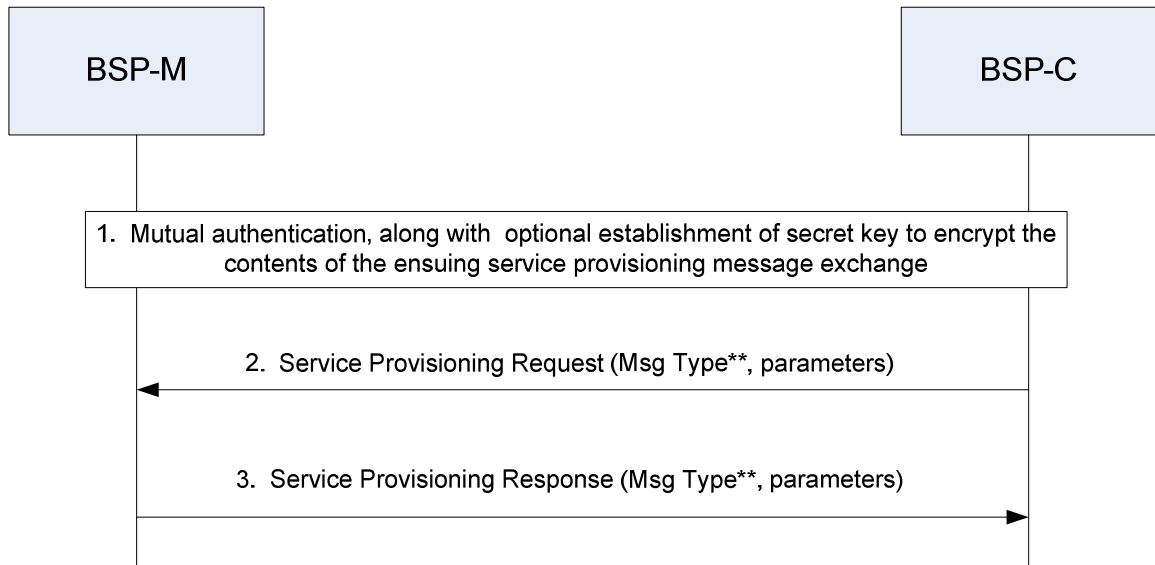 BSP-M
BSP-C
1. Mutual authentication, along with optional establishment of secret key to encrypt the
contents of the ensuing service provisioning message exchange
2. Service Provisioning Request (Msg Type**, parameters)
3. Service Provisioning Response (Msg Type**, parameters)